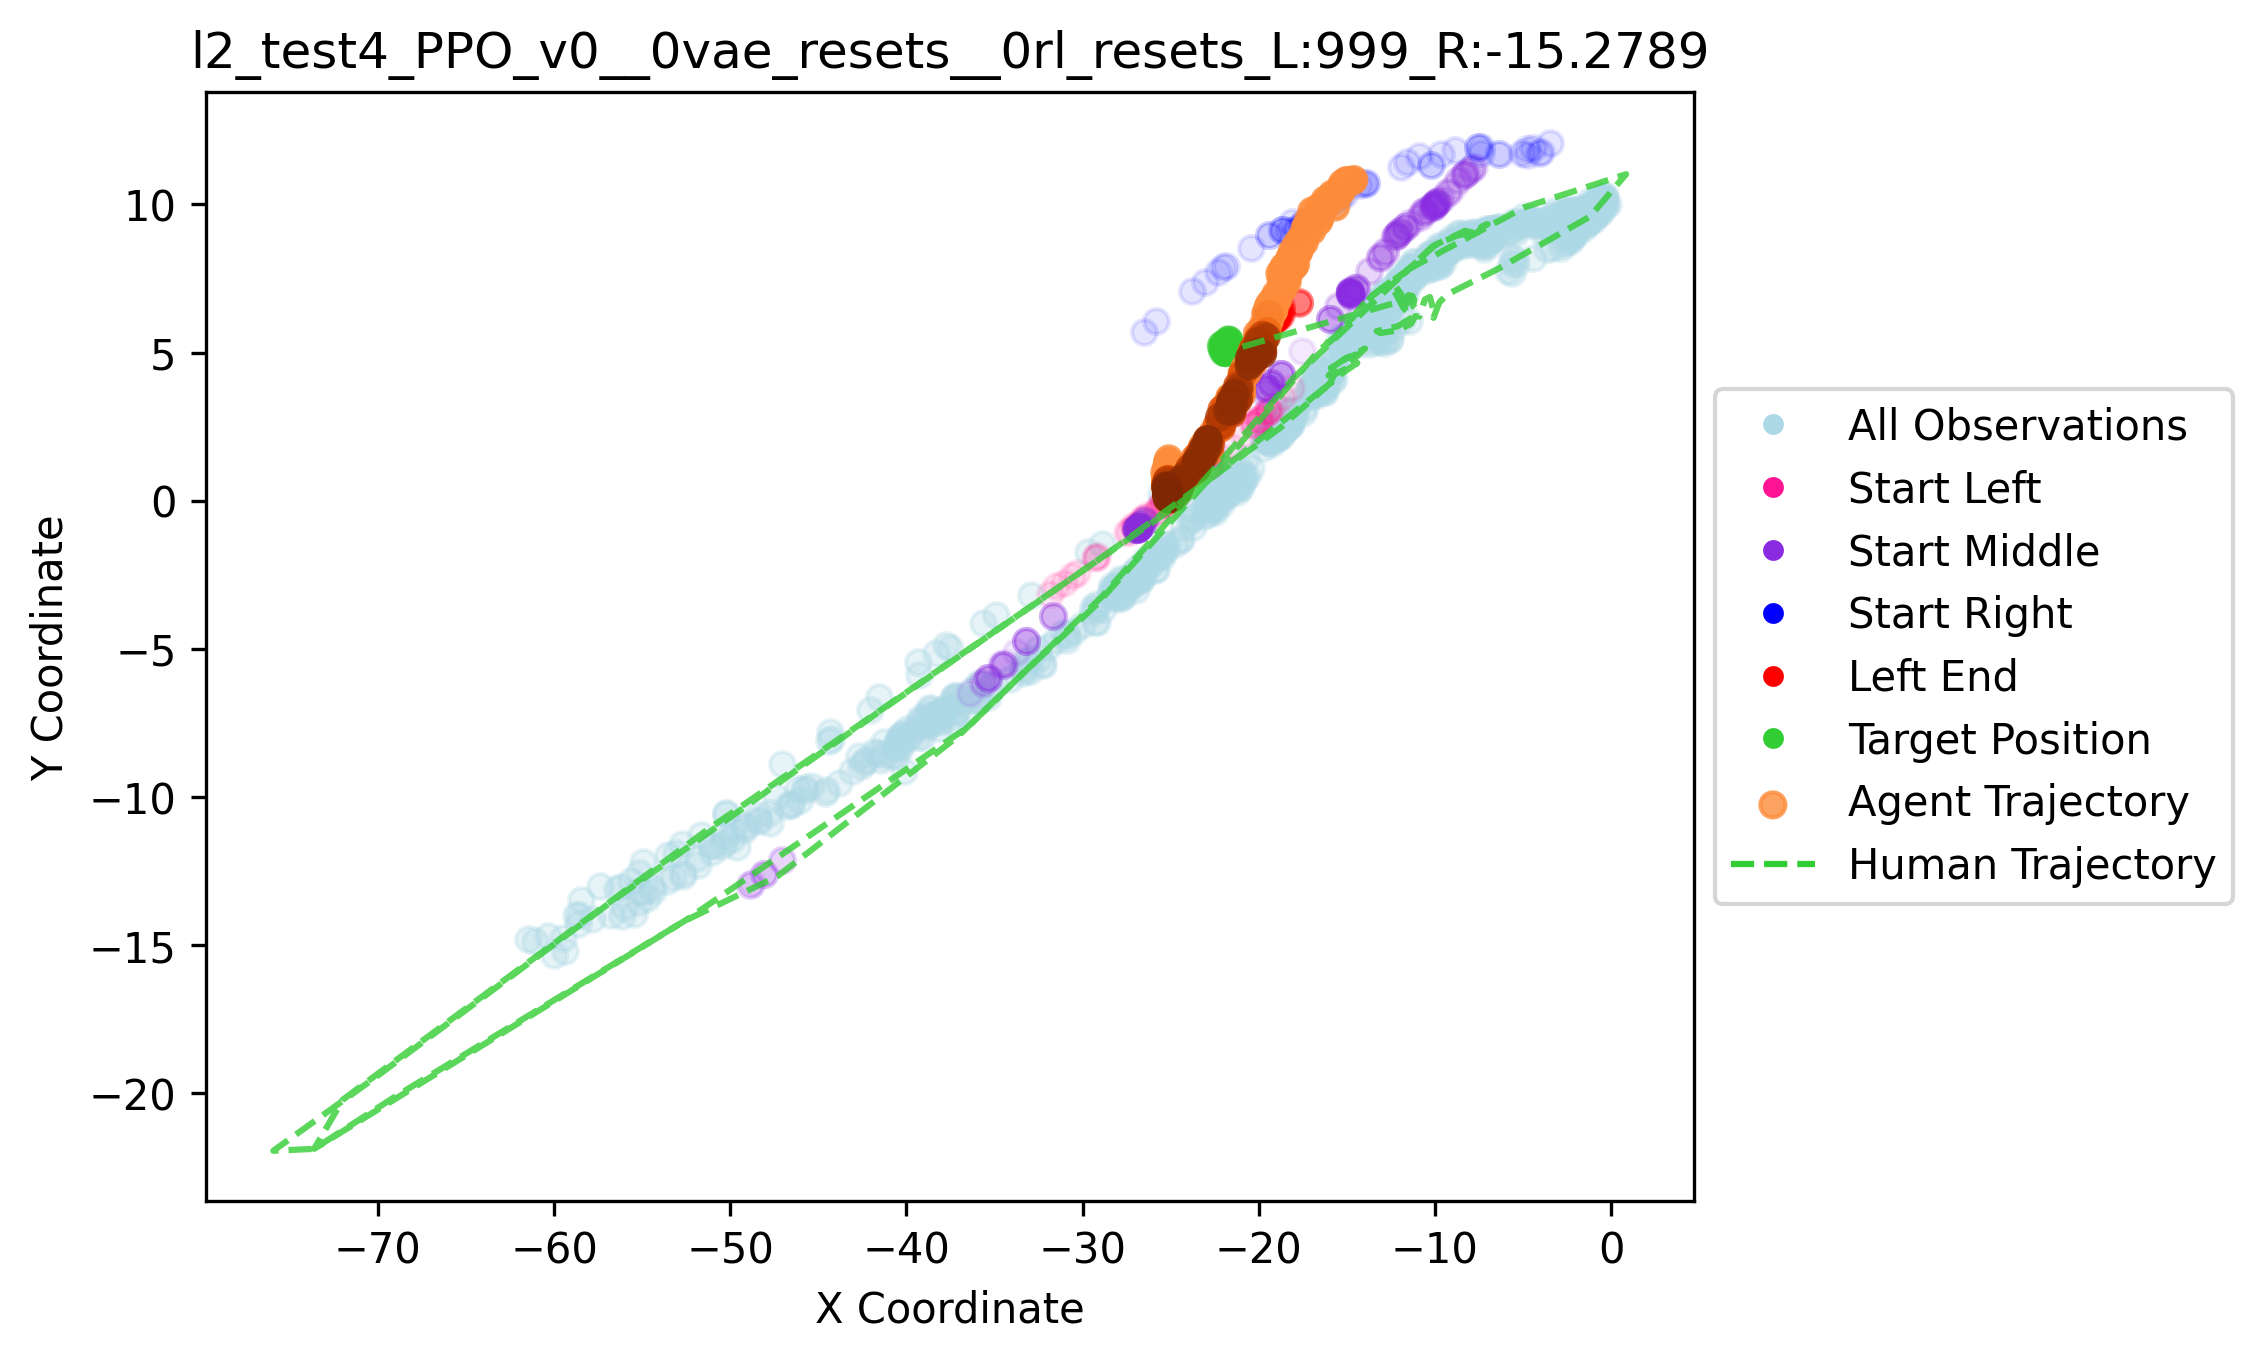 l2_test4_PPO_v0__0vae_resets__0rl_resets_L:999_R:-15.2789
Y Coordinate
10
5
0
−5
−10
−15
−20
−70
−60
−50
−40
−30
−20
−10
0
X Coordinate
All Observations
Start Left
Start Middle
Start Right
Left End
Target Position
Agent Trajectory
Human Trajectory